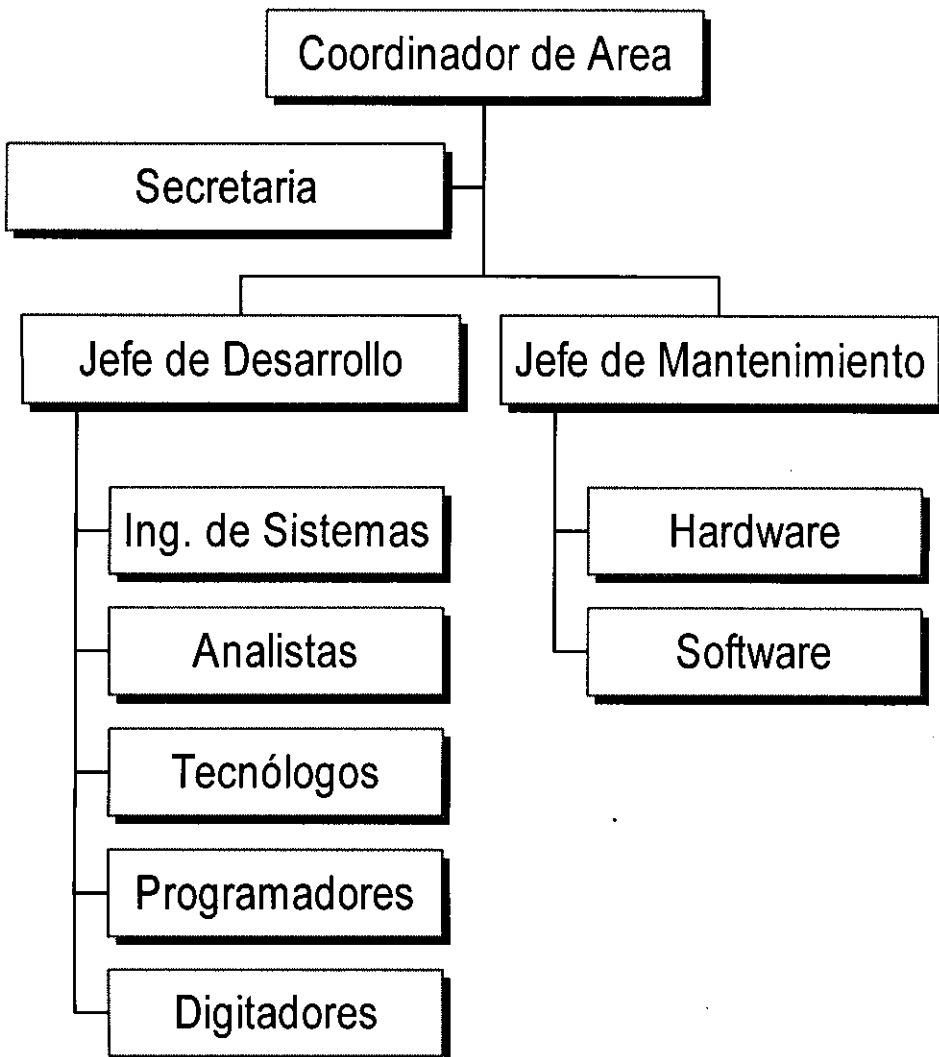 Coordinador de Area
Secretaria
Jefe de Desarrollo
Jefe de Mantenimiento
Ing. de Sistemas
Analistas
Tecnólogos
Programadores
Digitadores
Hardware
Software